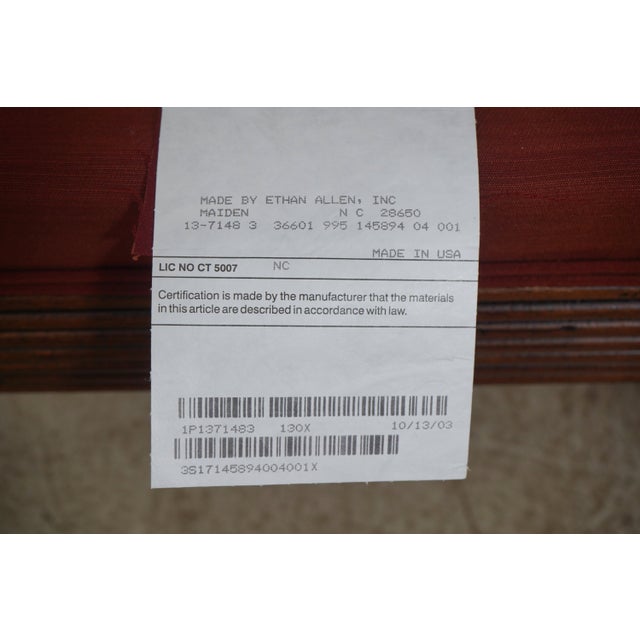 MADE BY ETHAN ALLEN, INC
MAIDEN N C 28650
13-7148 3 36601 995 145894 04 001
MADE IN USA
LIC NO CT 5007 NC
Certification is made by the manufacturer that the materials
in this article are described in accordance with law.
1P1371483 130X 10/13/03
3S17145894004001X